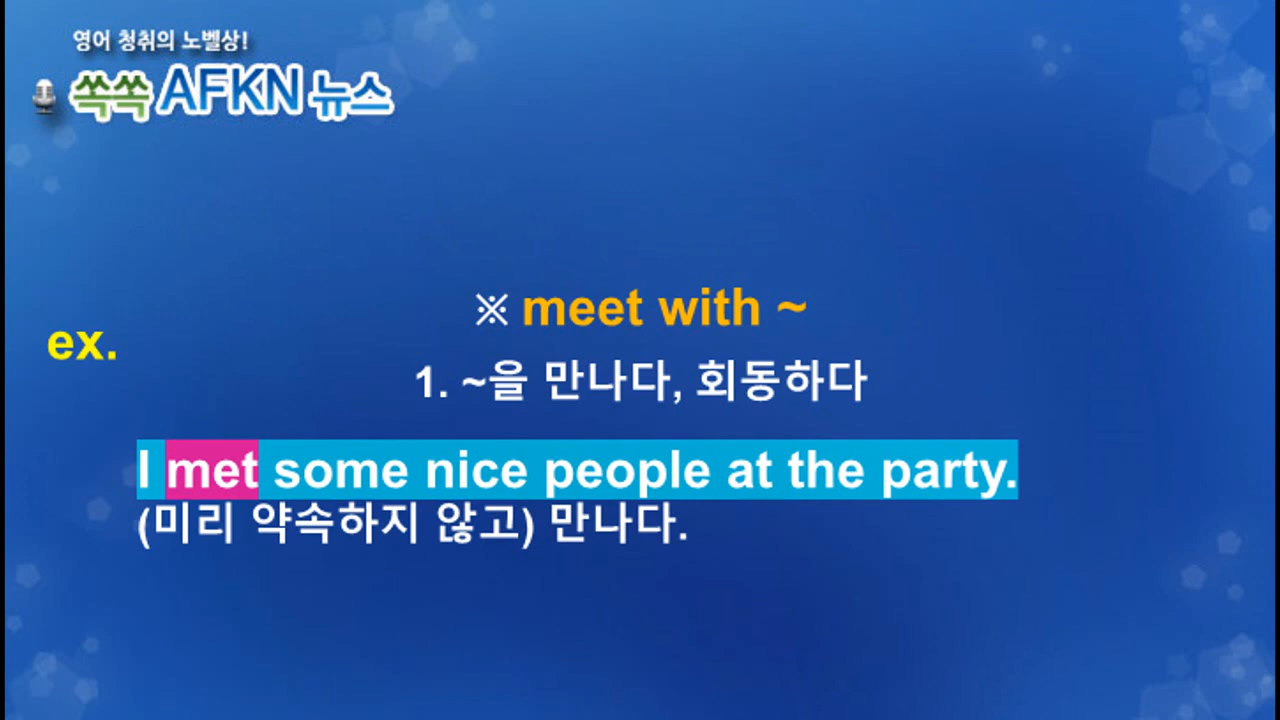 영어 청취의 노벨상!
쏙쏙 AFKN 뉴스
※ meet with ~
ex.
1. ~을 만나다, 회동하다
I met some nice people at the party.
(미리 약속하지 않고) 만나다.